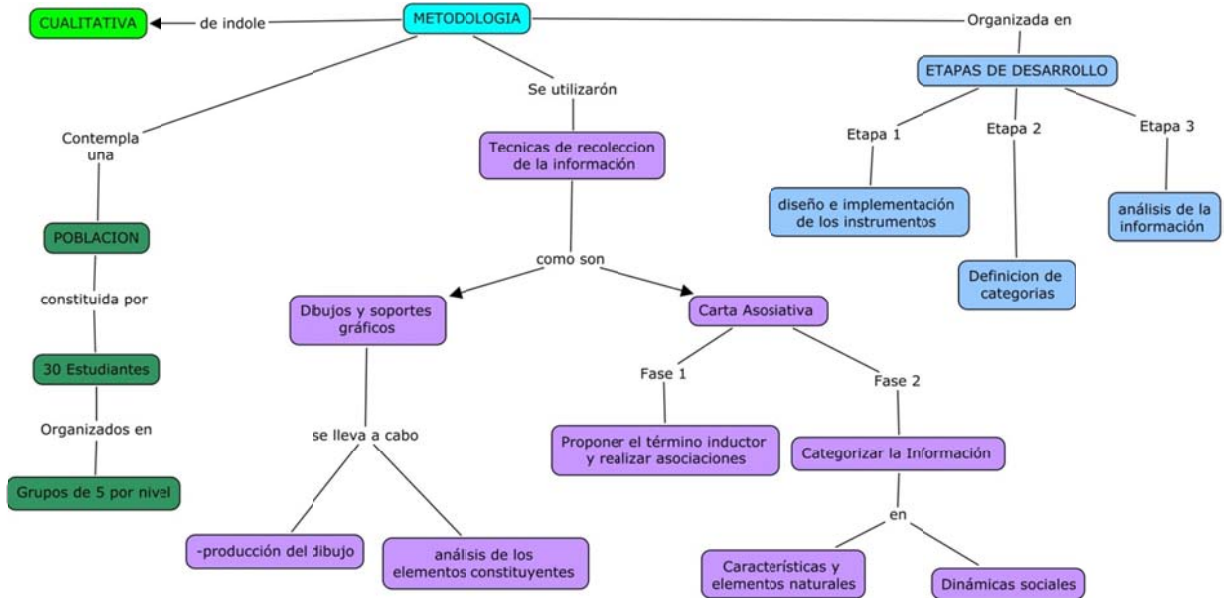 CUALITATIVA
de indole
METODOLOGIA
Organizada en
ETAPAS DE DESARROLLO
Se utilizarón
Contempla
una
Tecnicas de recoleccion
de la información
Etapa 1
Etapa 2
Etapa 3
diseño e implementación
de los instrumentos
análisis de la
información
POBLACION
como son
Definicion de
categorias
constituida por
Dbujos y soportes
gráficos
Carta Asosiativa
30 Estudiantes
Fase 1
Fase 2
Organizados en
se lleva a cabo
Proponer el término inductor
y realizar asociaciones
Categorizar la Información
Grupos de 5 por nivel
en
-producción del dibujo
análisis de los
elementos constituyentes
Características y
elementos naturales
Dinámicas sociales